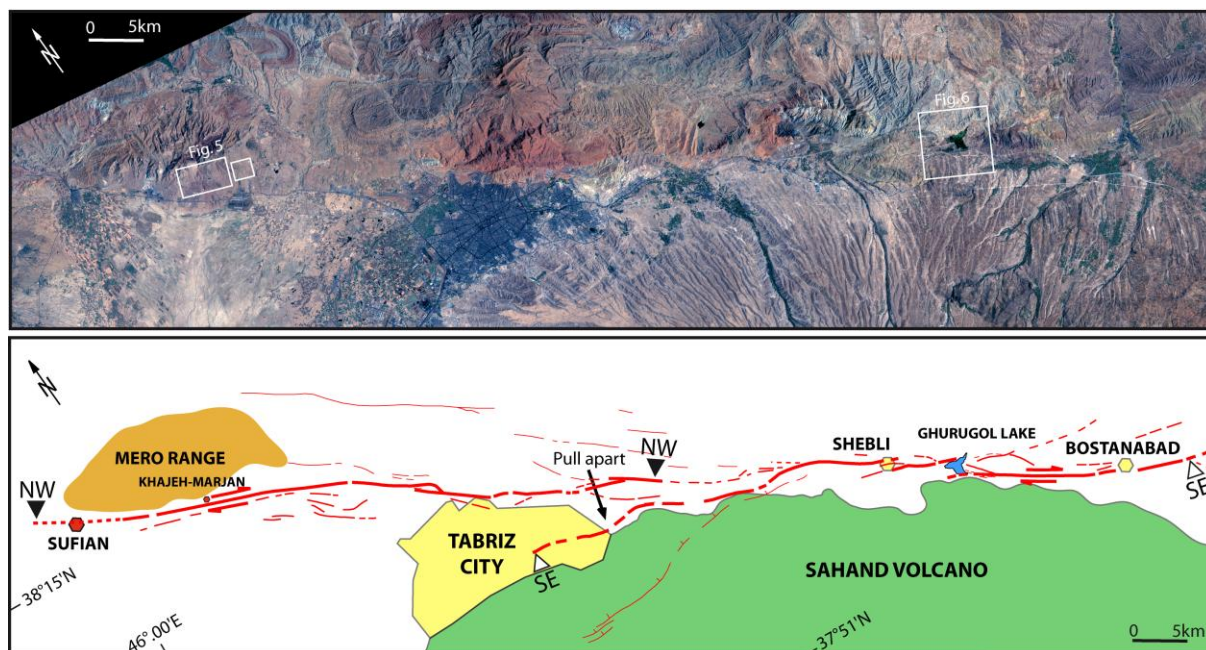 0 5km
N
Fig. 5
Fig. 6
N
MERO RANGE
KHAJEH-MARJAN
NW
SUFIAN
38°15'N
46°.00'E
TABRIZ
CITY
SE
Pull apart
NW
SHEBLI
GHURUGOL LAKE
BOSTANABAD
SE
SAHAND VOLCANO
37°51'N
0 5km